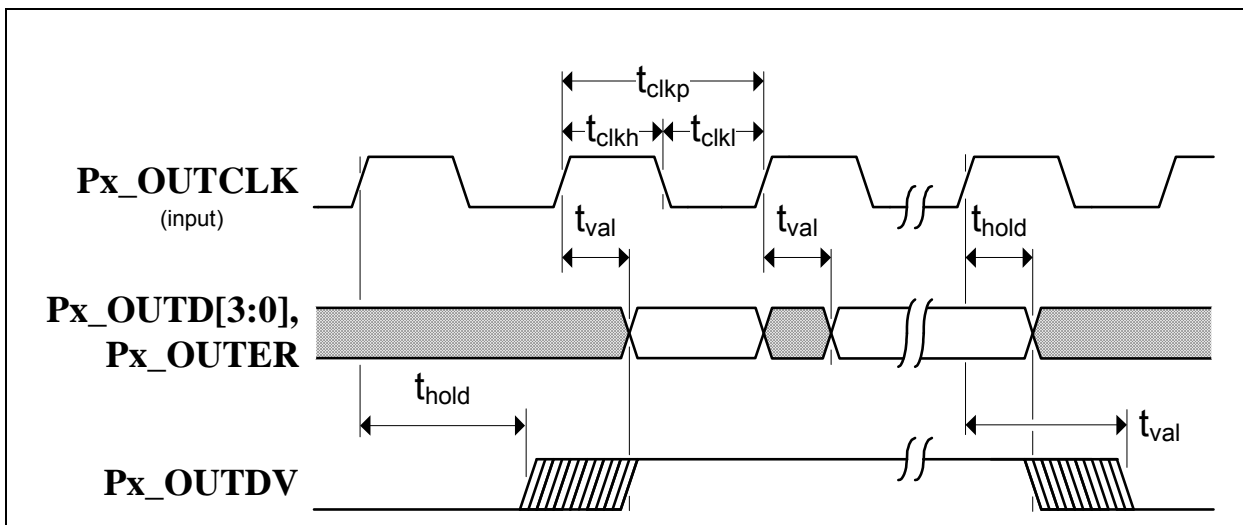 tclkp
tclkh tclkl
Px_OUTCLK
(input)
tval tval thold
Px_OUTD[3:0],
Px_OUTER
thold tval
Px_OUTDV